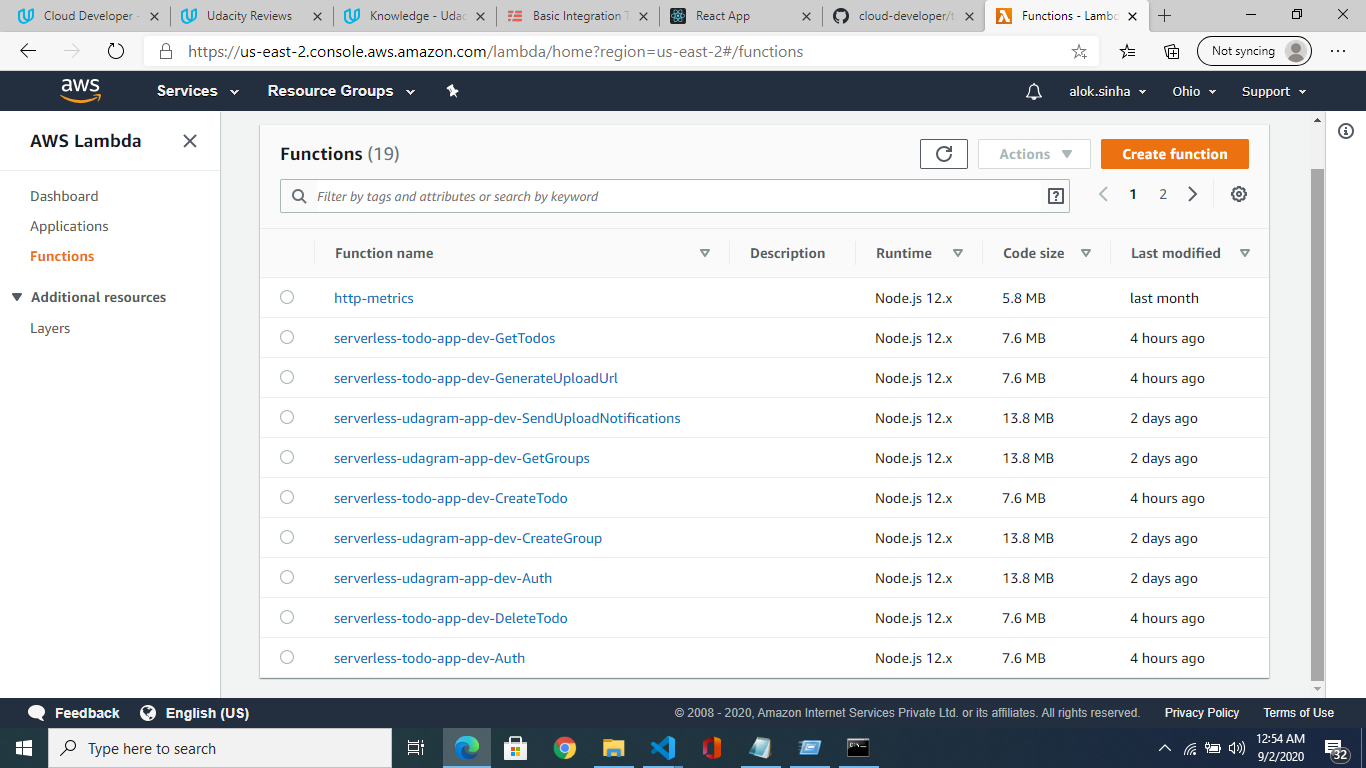 Cloud Developer -
Udacity Reviews
Knowledge - Udac
Basic Integration T
React App
cloud-developer/t
Functions - Lambd
https://us-east-2.console.aws.amazon.com/lambda/home?region=us-east-2#/functions
Not syncing
aws
Services
Resource Groups
alok.sinha
Ohio
Support
AWS Lambda
Dashboard
Applications
Functions
Additional resources
Layers
Functions (19)
Actions
Create function
Filter by tags and attributes or search by keyword
1 2
Function name Description Runtime Code size Last modified
http-metrics Node.js 12.x 5.8 MB last month
serverless-todo-app-dev-GetTodos Node.js 12.x 7.6 MB 4 hours ago
serverless-todo-app-dev-GenerateUploadUrl Node.js 12.x 7.6 MB 4 hours ago
serverless-udagram-app-dev-SendUploadNotifications Node.js 12.x 13.8 MB 2 days ago
serverless-udagram-app-dev-GetGroups Node.js 12.x 13.8 MB 2 days ago
serverless-todo-app-dev-CreateTodo Node.js 12.x 7.6 MB 4 hours ago
serverless-udagram-app-dev-CreateGroup Node.js 12.x 13.8 MB 2 days ago
serverless-udagram-app-dev-Auth Node.js 12.x 13.8 MB 2 days ago
serverless-todo-app-dev-DeleteTodo Node.js 12.x 7.6 MB 4 hours ago
serverless-todo-app-dev-Auth Node.js 12.x 7.6 MB 4 hours ago
Feedback
English (US)
© 2008 - 2020, Amazon Internet Services Private Ltd. or its affiliates. All rights reserved.
Privacy Policy
Terms of Use
Type here to search
12:54 AM
9/2/2020
32